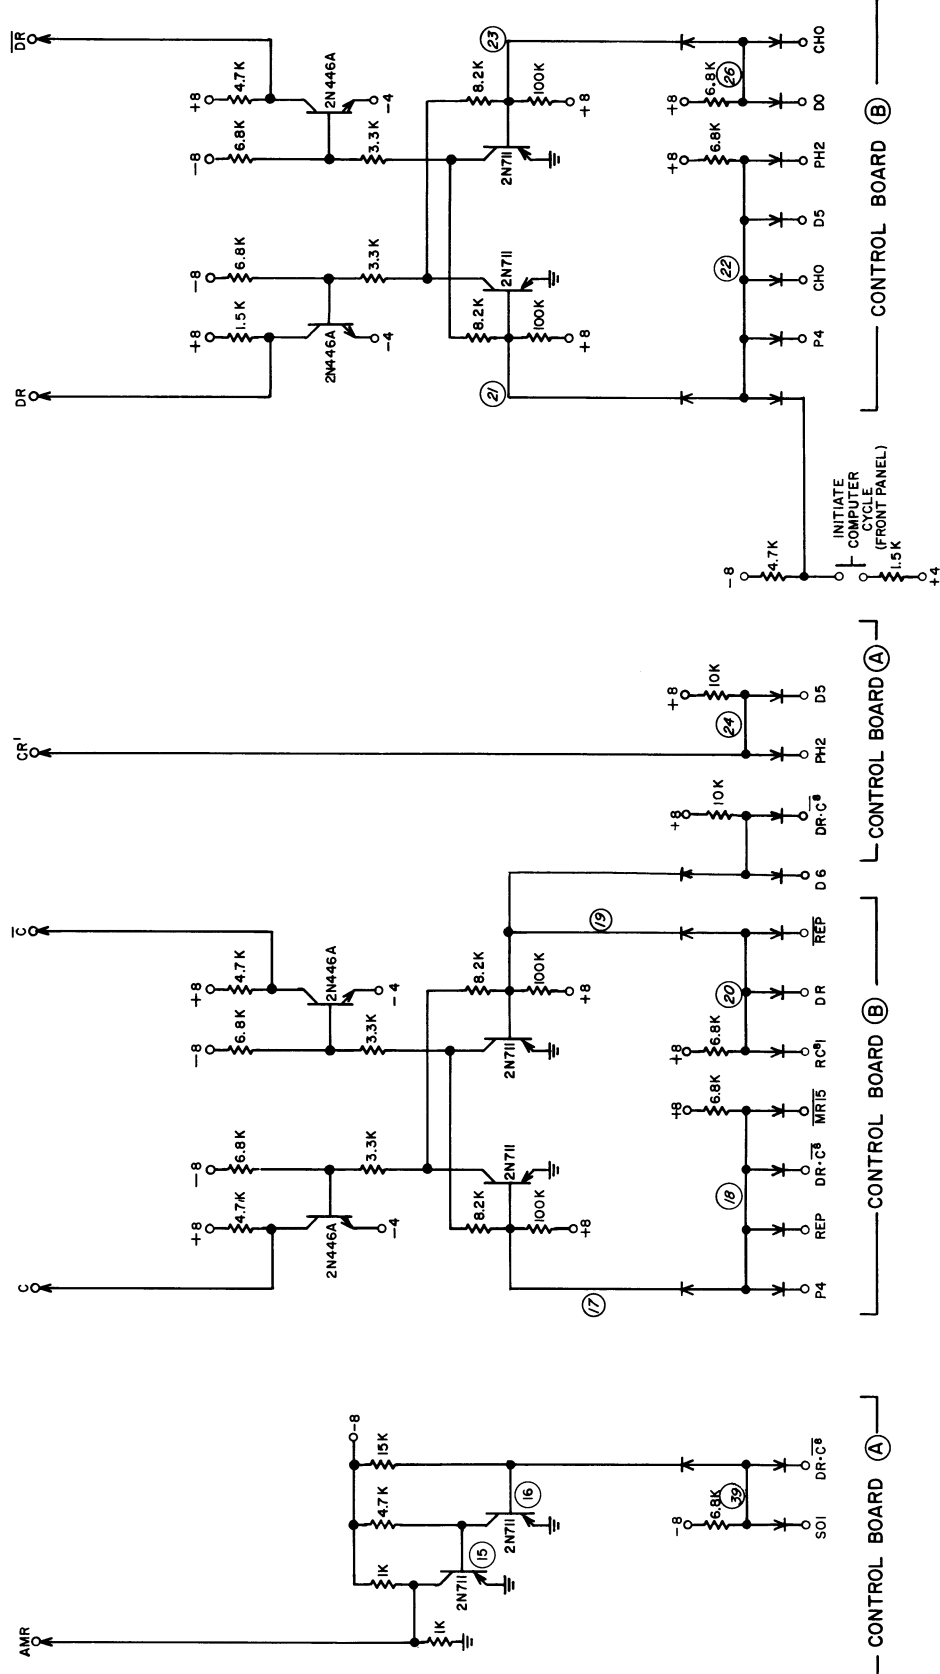 AMR
-8
1K
4.7K
15K
1K
2N711
15
2N711
16
-8
6.8K
39
SO1
DR·C̅⁸
CONTROL BOARD A
C
C̅
+8
-8
-8
+8
4.7K
6.8K
6.8K
4.7K
2N446A
-4
2N446A
-4
3.3K
3.3K
8.2K
2N711
2N711
8.2K
100K
100K
+8
+8
17
19
+8
+8
6.8K
6.8K
18
20
P4
REP
DR·C̅⁸
M̅R̅1̅5̅
RC⁸1
DR
R̅E̅P̅
CONTROL BOARD B
CR'
+8
10K
+8
10K
24
D6
DR·C̅⁸
PH2
D5
CONTROL BOARD A
-8
4.7K
INITIATE
COMPUTER
CYCLE
(FRONT PANEL)
1.5K
+4
DR
D̅R̅
+8
-8
-8
+8
1.5K
6.8K
6.8K
4.7K
2N446A
-4
2N446A
-4
3.3K
3.3K
8.2K
2N711
2N711
8.2K
100K
100K
+8
+8
21
23
+8
+8
6.8K
6.8K
22
26
P4
CHO
D5
PH2
DO
CHO
CONTROL BOARD B